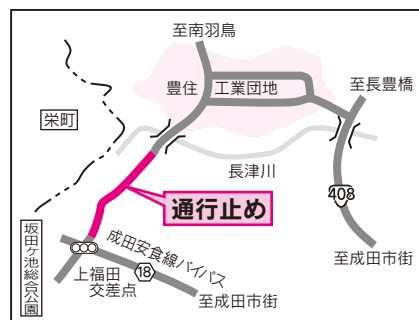 至南羽鳥
豊住
工業団地
至長豊橋
栄町
長津川
通行止め
408
坂田ケ池総合公園
成田安食線バイパス
上福田
交差点
18
至成田市街
至成田市街